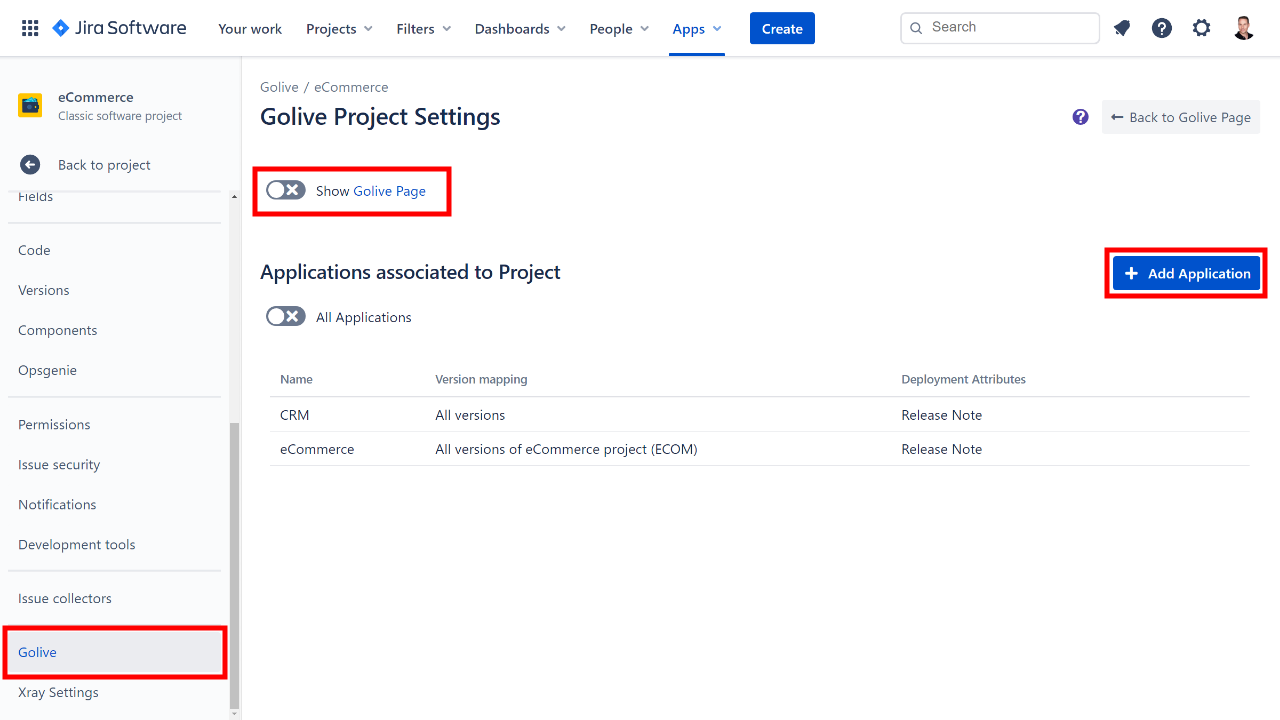 Jira Software
Your work
Projects
Filters
Dashboards
People
Apps
Create
Search
eCommerce
Classic software project
Back to project
Fields
Code
Versions
Components
Opsgenie
Permissions
Issue security
Notifications
Development tools
Issue collectors
Golive
Xray Settings
Golive / eCommerce
Golive Project Settings
Back to Golive Page
Show Golive Page
Applications associated to Project
Add Application
All Applications
Name Version mapping Deployment Attributes
CRM All versions Release Note
eCommerce All versions of eCommerce project (ECOM) Release Note